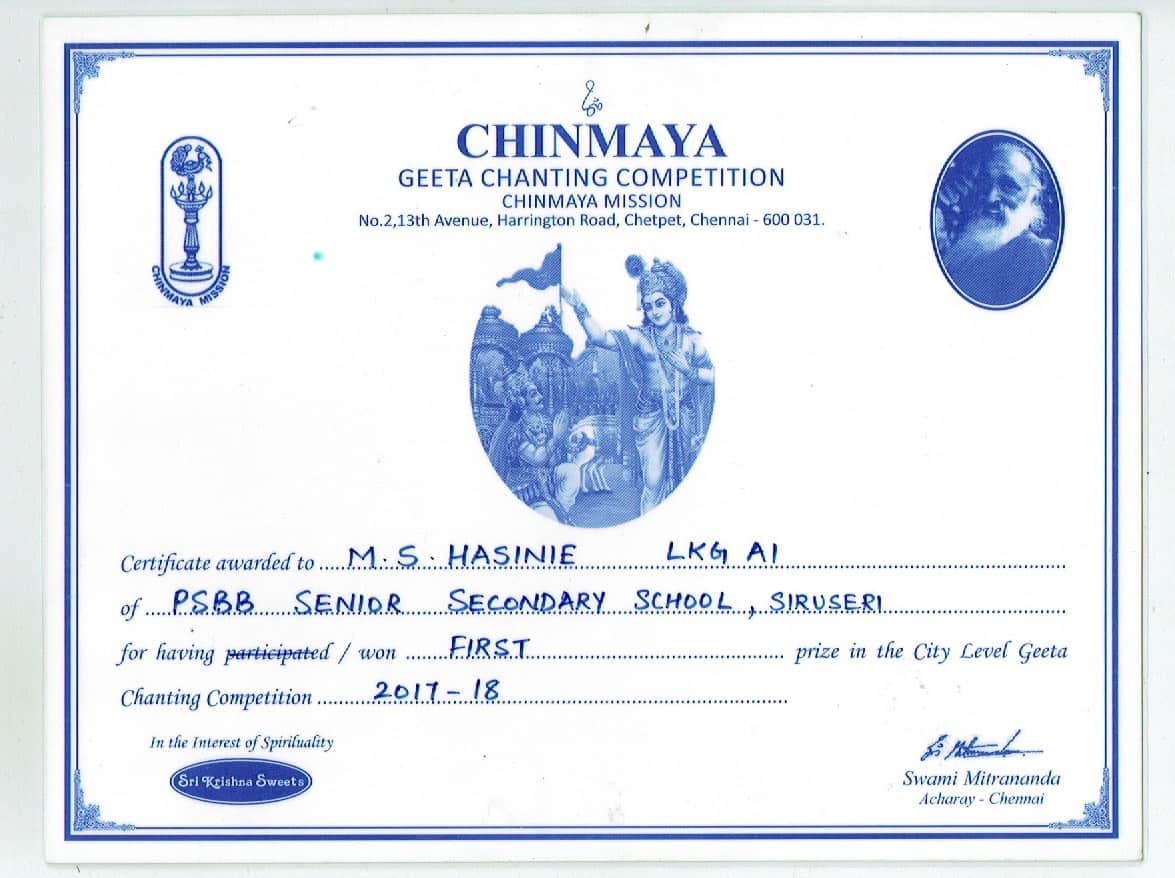 CHINMAYA
GEETA CHANTING COMPETITION
CHINMAYA MISSION
No.2,13th Avenue, Harrington Road, Chetpet, Chennai - 600 031.
CHINMAYA MISSION
Certificate awarded to ..... M. S. HASINIE LKG A1
of ..... PSBB SENIOR SECONDARY SCHOOL, SIRUSERI
for having participated / won ....... FIRST ....... prize in the City Level Geeta
Chanting Competition ....... 2017-18
In the Interest of Spirituality
Sri Krishna Sweets
Swami Mitrananda
Acharay - Chennai